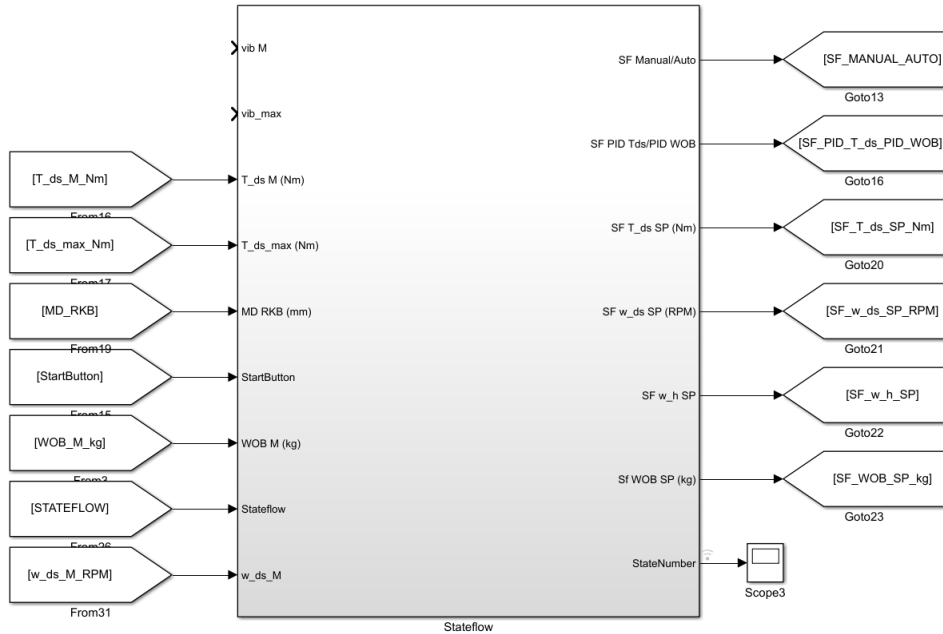 vib M
vib_max
[T_ds_M_Nm]
From16
T_ds M (Nm)
[T_ds_max_Nm]
From17
T_ds_max (Nm)
[MD_RKB]
From19
MD RKB (mm)
[StartButton]
From15
StartButton
[WOB_M_kg]
From3
WOB M (kg)
[STATEFLOW]
From26
Stateflow
[w_ds_M_RPM]
From31
w_ds_M
SF Manual/Auto
[SF_MANUAL_AUTO]
Goto13
SF PID Tds/PID WOB
[SF_PID_T_ds_PID_WOB]
Goto16
SF T_ds SP (Nm)
[SF_T_ds_SP_Nm]
Goto20
SF w_ds SP (RPM)
[SF_w_ds_SP_RPM]
Goto21
SF w_h SP
[SF_w_h_SP]
Goto22
Sf WOB SP (kg)
[SF_WOB_SP_kg]
Goto23
StateNumber
Scope3
Stateflow